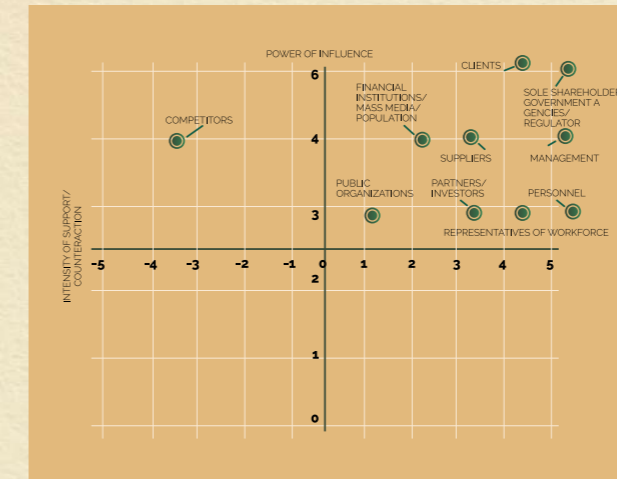 POWER OF INFLUENCE
6
CLIENTS
SOLE SHAREHOLDER
GOVERNMENT A
GENCIES/
REGULATOR
FINANCIAL
INSTITUTIONS/
MASS MEDIA/
POPULATION
COMPETITORS
4
SUPPLIERS
MANAGEMENT
PUBLIC
ORGANIZATIONS
PARTNERS/
INVESTORS
PERSONNEL
3
REPRESENTATIVES OF WORKFORCE
INTENSITY OF SUPPORT/
COUNTERACTION
-5 -4 -3 -2 -1 0 1 2 3 4 5
2
1
0